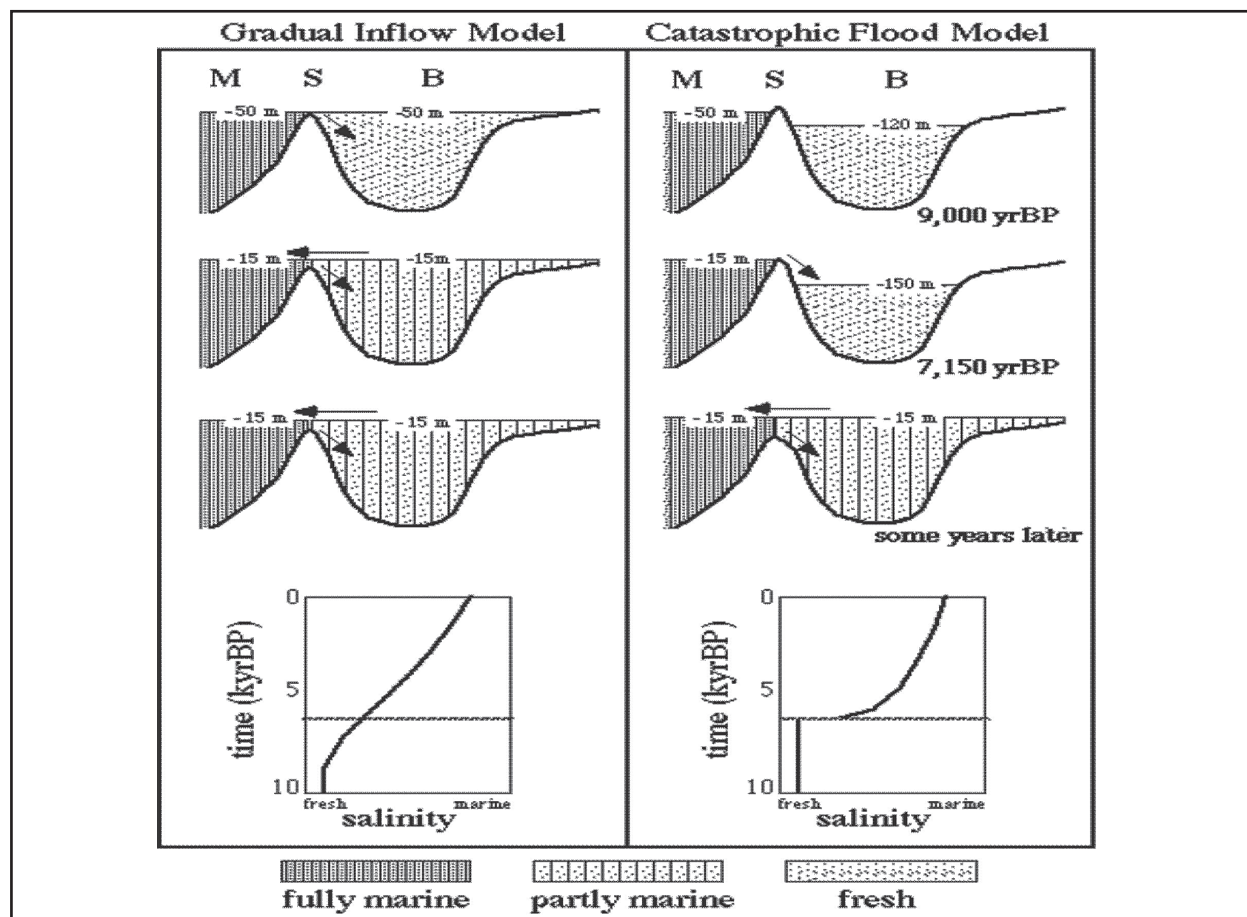 Gradual Inflow Model
M S B
-50 m -50 m
-15 m -15m
-15 m -15 m
0
5
10
time (kyrBP)
fresh marine
salinity
Catastrophic Flood Model
M S B
-50 m -120 m
9,000 yrBP
-15 m -150 m
7,150 yrBP
-15 m -15 m
some years later
0
5
10
time (kyrBP)
fresh marine
salinity
fully marine partly marine fresh